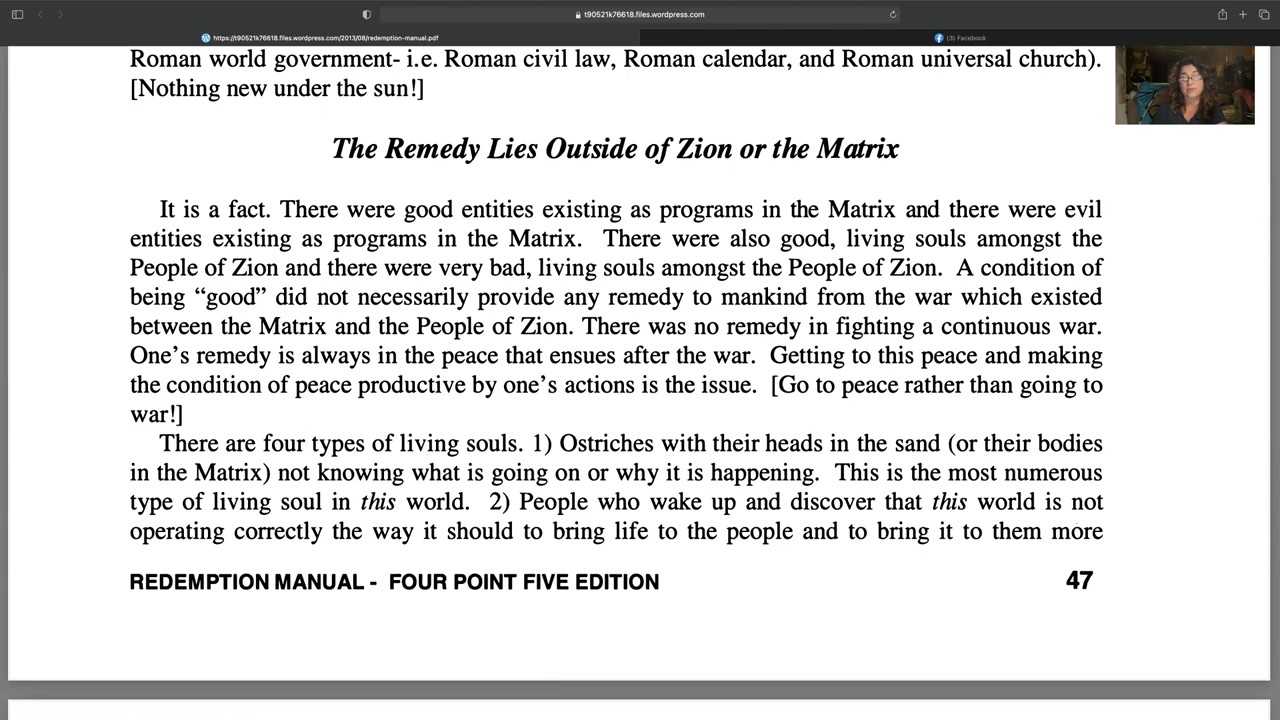 t90521k76618.files.wordpress.com
https://t90521k76618.files.wordpress.com/2013/08/redemption-manual.pdf
(3) Facebook
Roman world government- i.e. Roman civil law, Roman calendar, and Roman universal church).
[Nothing new under the sun!]
The Remedy Lies Outside of Zion or the Matrix
It is a fact. There were good entities existing as programs in the Matrix and there were evil
entities existing as programs in the Matrix. There were also good, living souls amongst the
People of Zion and there were very bad, living souls amongst the People of Zion. A condition of
being “good” did not necessarily provide any remedy to mankind from the war which existed
between the Matrix and the People of Zion. There was no remedy in fighting a continuous war.
One’s remedy is always in the peace that ensues after the war. Getting to this peace and making
the condition of peace productive by one’s actions is the issue. [Go to peace rather than going to
war!]
There are four types of living souls. 1) Ostriches with their heads in the sand (or their bodies
in the Matrix) not knowing what is going on or why it is happening. This is the most numerous
type of living soul in this world. 2) People who wake up and discover that this world is not
operating correctly the way it should to bring life to the people and to bring it to them more
REDEMPTION MANUAL - FOUR POINT FIVE EDITION 47